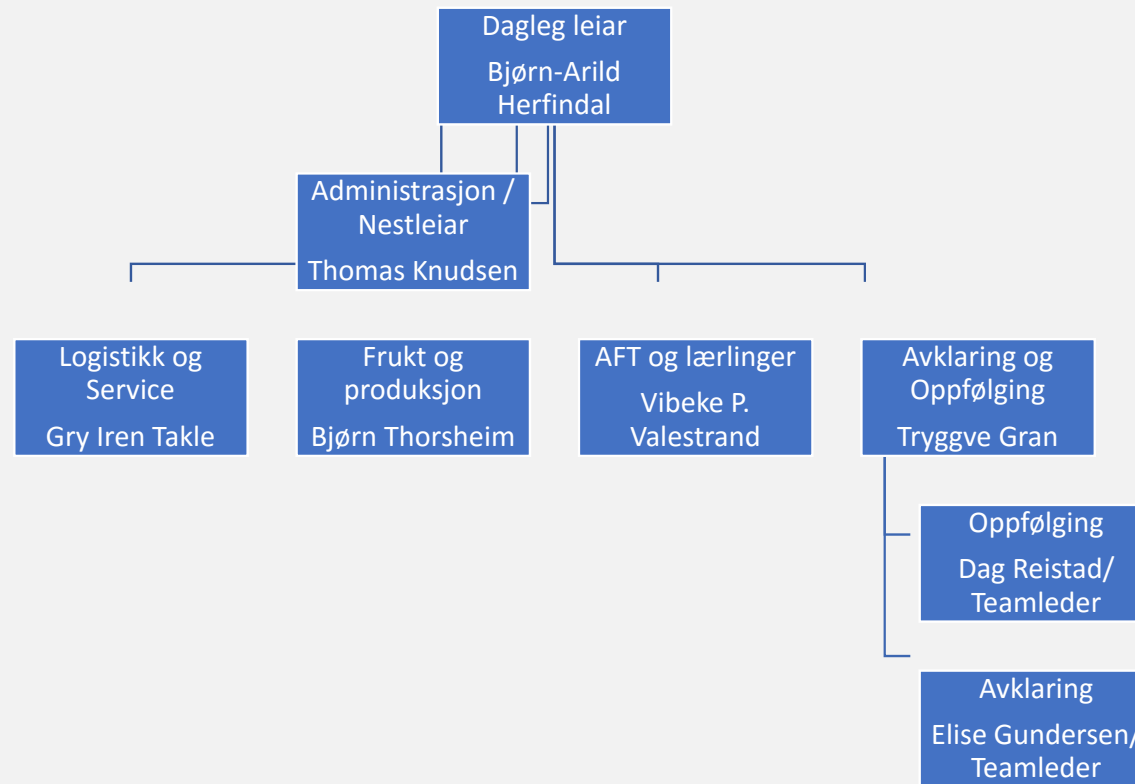 Dagleg leiar
Bjørn-Arild
Herfindal
Administrasjon /
Nestleiar
Thomas Knudsen
Logistikk og
Service
Gry Iren Takle
Frukt og
produksjon
Bjørn Thorsheim
AFT og lærlinger
Vibeke P.
Valestrand
Avklaring og
Oppfølging
Tryggve Gran
Oppfølging
Dag Reistad/
Teamleder
Avklaring
Elise Gundersen/
Teamleder